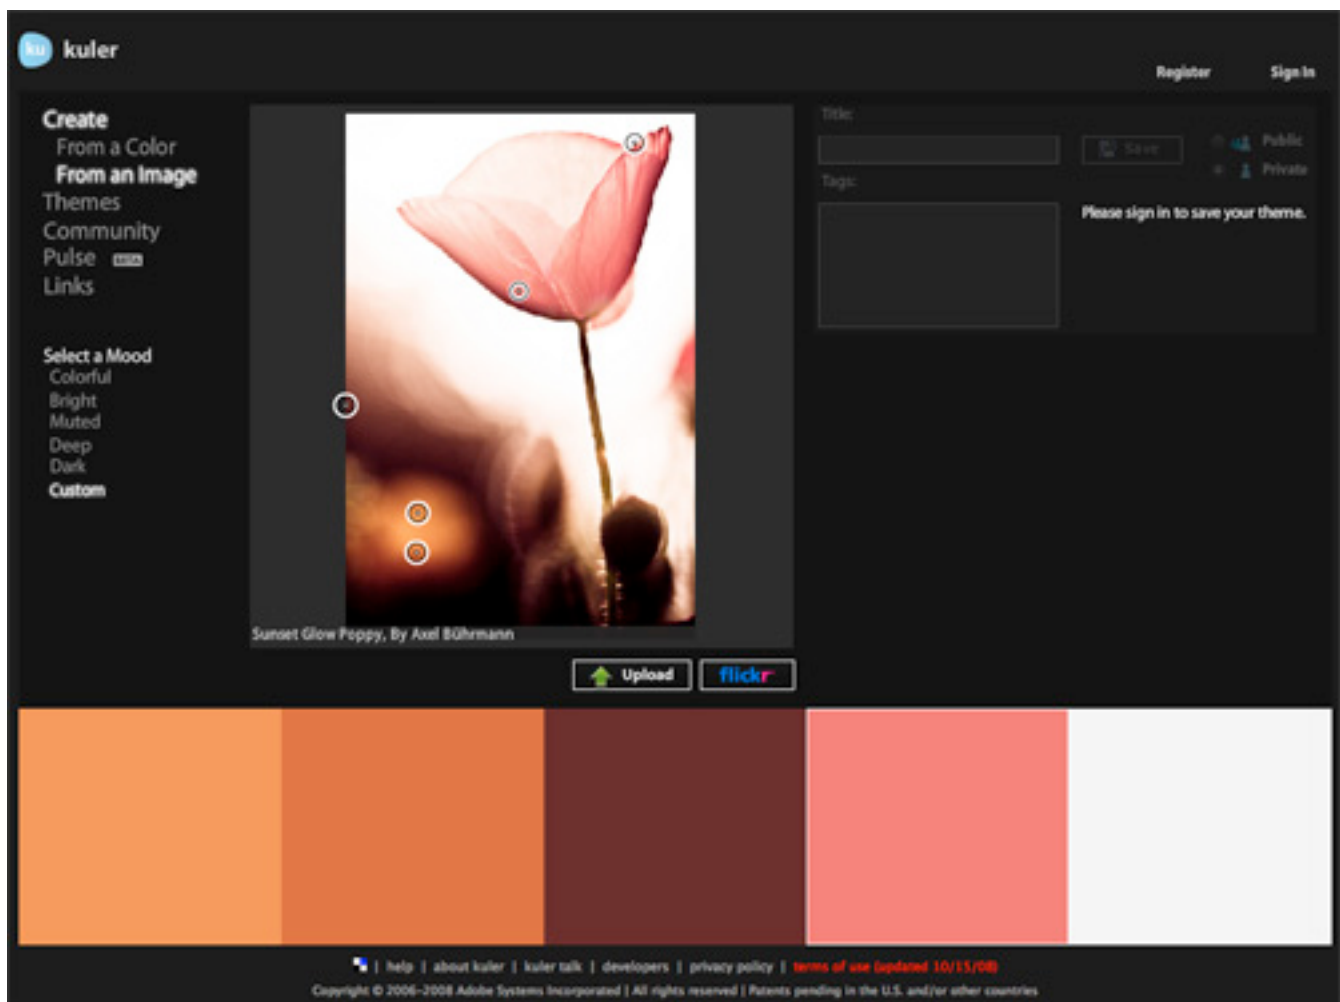 ku kuler
Register Sign In
Create
From a Color
From an Image
Themes
Community
Pulse BETA
Links
Select a Mood
Colorful
Bright
Muted
Deep
Dark
Custom
Sunset Glow Poppy, By Axel Bührmann
Upload flickr
Title:
Save Public
Private
Tags:
Please sign in to save your theme.
| help | about kuler | kuler talk | developers | privacy policy | terms of use (updated 10/15/08)
Copyright © 2006-2008 Adobe Systems Incorporated | All rights reserved | Patents pending in the U.S. and/or other countries